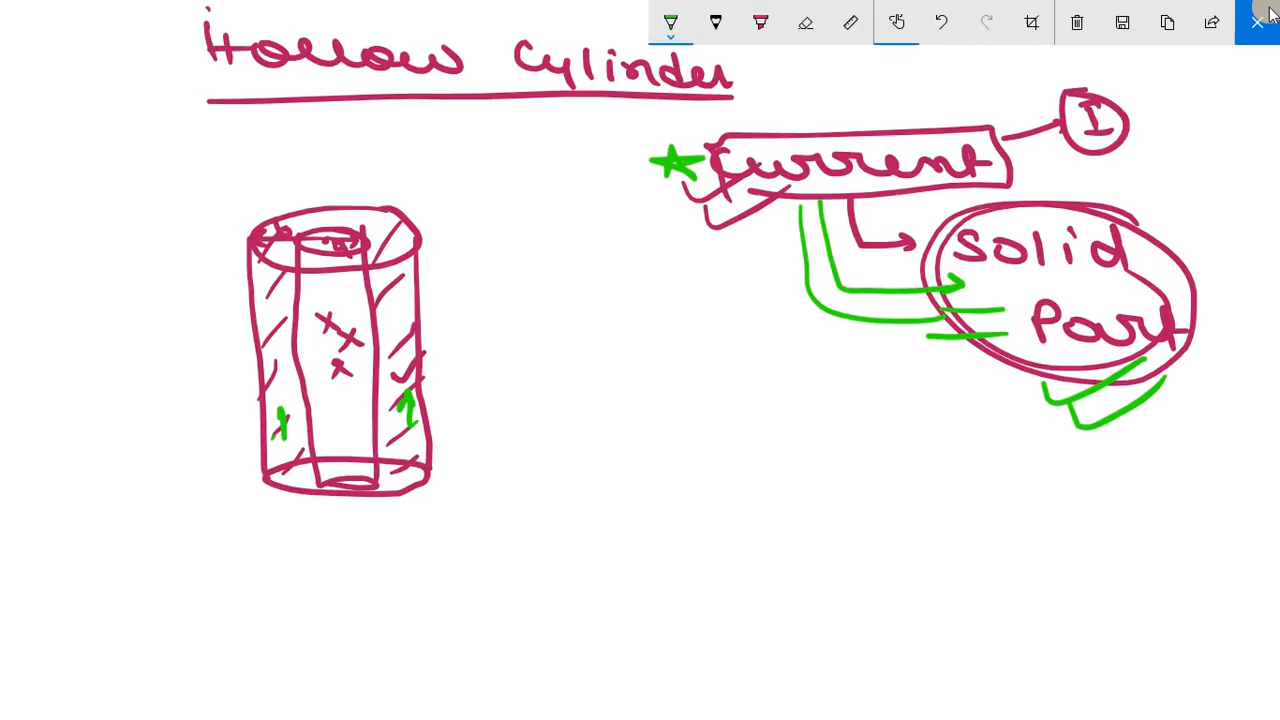 Hollow Cylinder
Current
I
Solid
Part
b
a